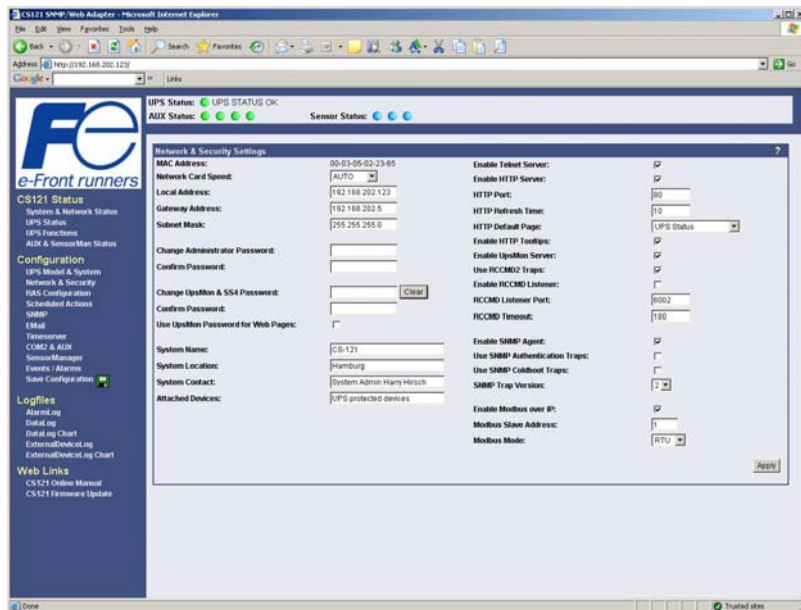 CS121 SNMP/Web Adapter - Microsoft Internet Explorer
File Edit View Favorites Tools Help
Back Search Favorites
Address http://192.168.202.123/ Go
Google Links
UPS Status: UPS STATUS OK
AUX Status: Sensor Status:
e-Front runners
CS121 Status
System & Network Status
UPS Status
UPS Functions
AUX & SensorMan Status
Configuration
UPS Model & System
Network & Security
RAS Configuration
Scheduled Actions
SNMP
EMail
Timeserver
COM2 & AUX
SensorManager
Events / Alarms
Save Configuration
Logfiles
AlarmLog
DataLog
DataLog Chart
ExternalDeviceLog
ExternalDeviceLog Chart
Web Links
CS121 Online Manual
CS121 Firmware Update
Network & Security Settings ?
MAC Address: 00-03-05-02-23-65
Network Card Speed: AUTO
Local Address: 192.168.202.123
Gateway Address: 192.168.202.5
Subnet Mask: 255.255.255.0
Change Administrator Password:
Confirm Password:
Change UpsMon & SS4 Password: Clear
Confirm Password:
Use UpsMon Password for Web Pages:
System Name: CS-121
System Location: Hamburg
System Contact: System Admin Harry Hirsch
Attached Devices: UPS protected devices
Enable Telnet Server:
Enable HTTP Server:
HTTP Port: 80
HTTP Refresh Time: 10
HTTP Default Page: UPS Status
Enable HTTP Tooltips:
Enable UpsMon Server:
Use RCCMD2 Traps:
Enable RCCMD Listener:
RCCMD Listener Port: 6002
RCCMD Timeout: 180
Enable SNMP Agent:
Use SNMP Authentication Traps:
Use SNMP Coldboot Traps:
SNMP Trap Version: 2
Enable Modbus over IP:
Modbus Slave Address: 1
Modbus Mode: RTU
Apply
Done Trusted sites